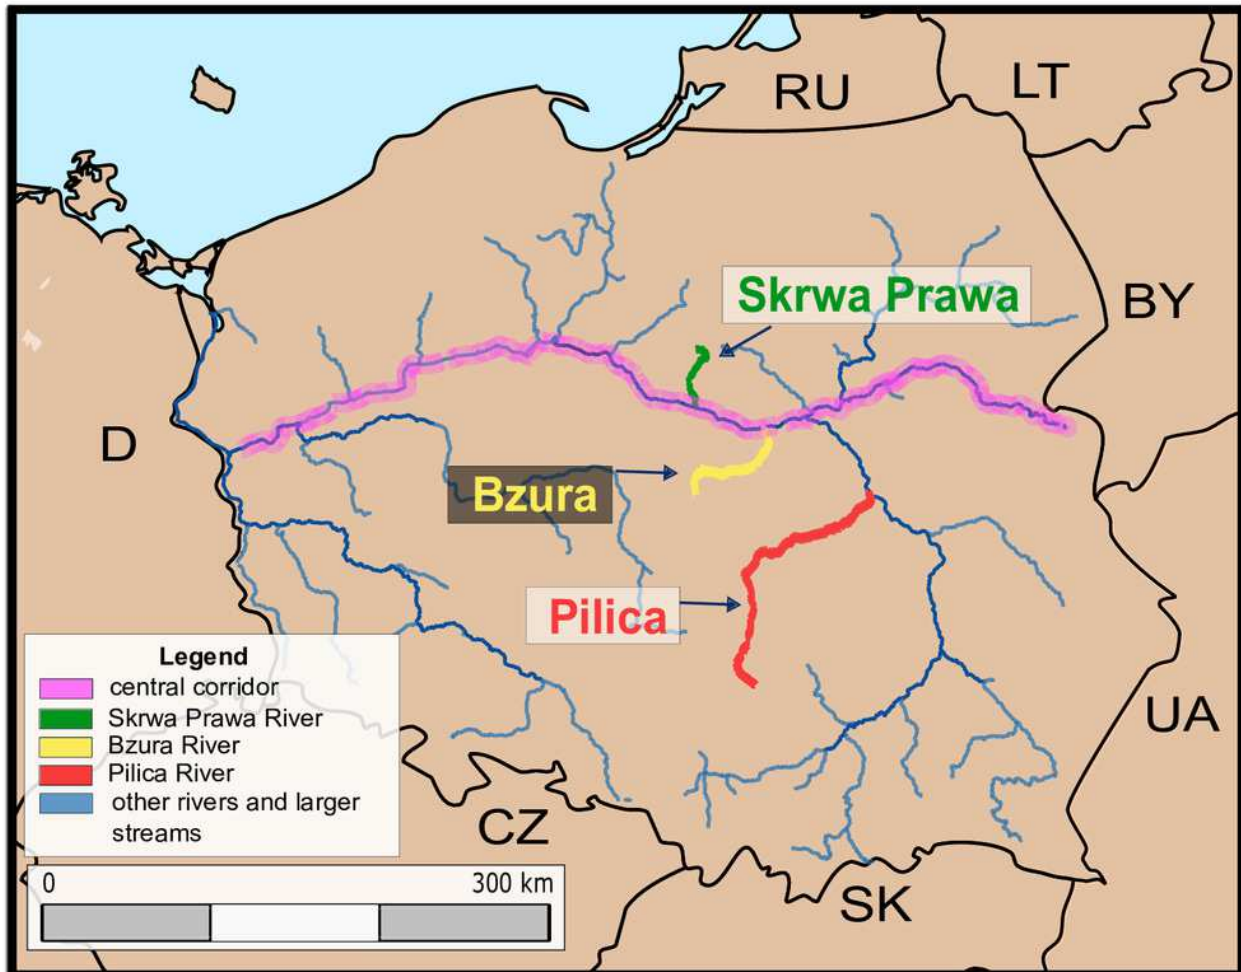 RU
LT
Skrwa Prawa
BY
D
Bzura
Pilica
Legend
central corridor
Skrwa Prawa River
Bzura River
Pilica River
other rivers and larger
streams
UA
CZ
0 300 km
SK